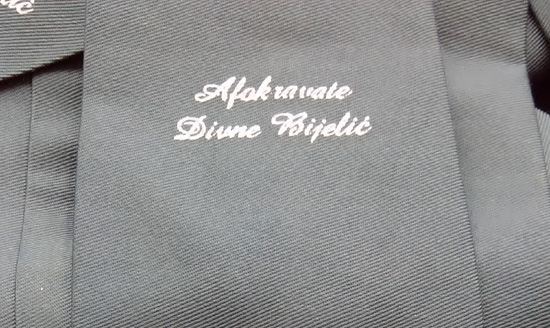 Afokravate
Divne Bijelić